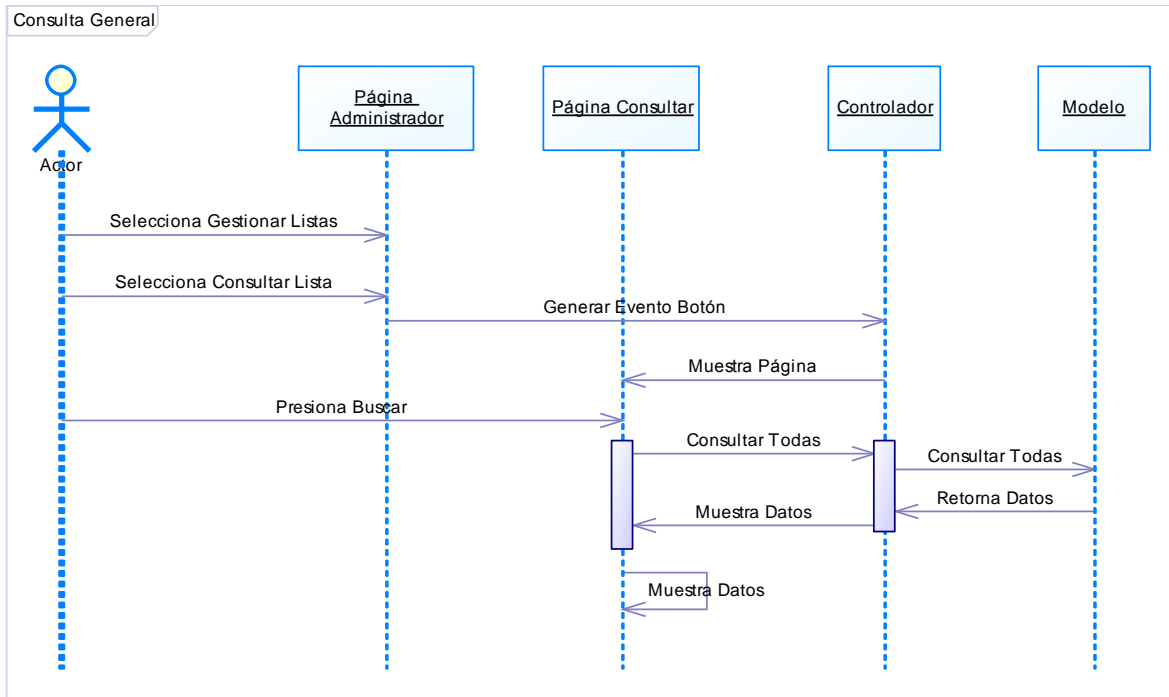 Consulta General
Página
Administrador
Página Consultar
Controlador
Modelo
Actor
Selecciona Gestionar Listas
Selecciona Consultar Lista
Generar Evento Botón
Muestra Página
Presiona Buscar
Consultar Todas
Consultar Todas
Retorna Datos
Muestra Datos
Muestra Datos